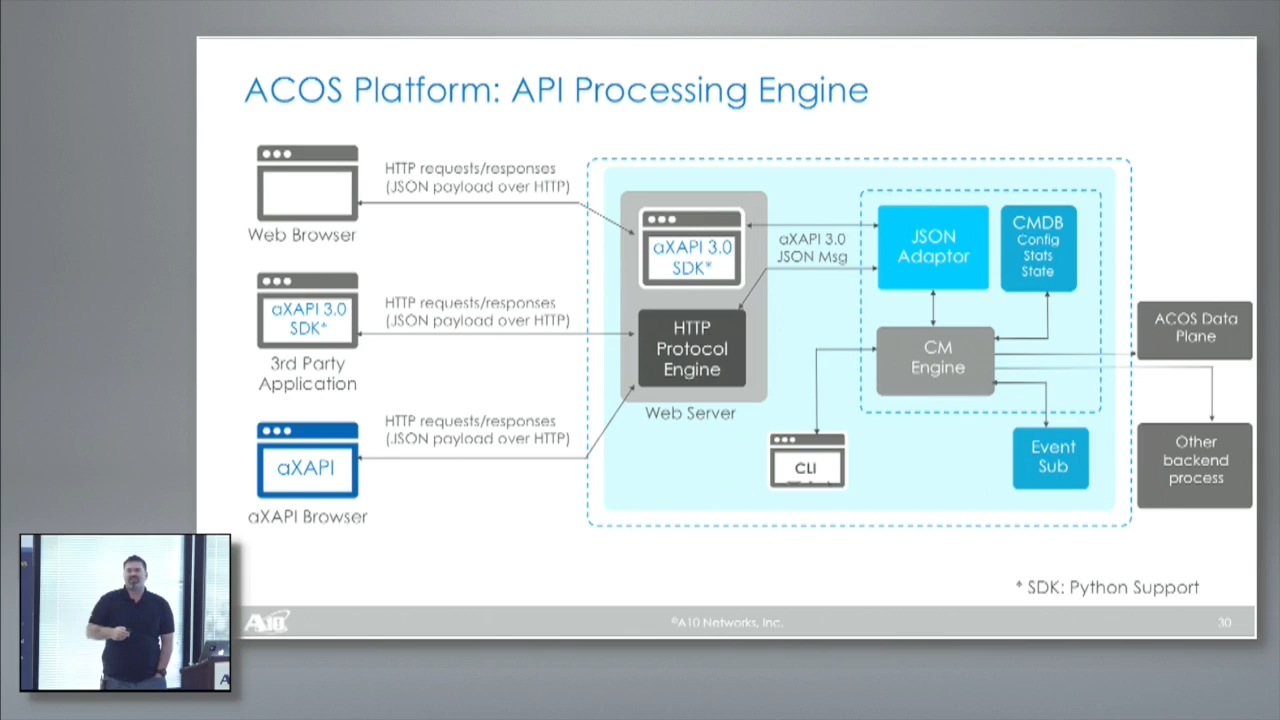 ACOS Platform: API Processing Engine
Web Browser
HTTP requests/responses
(JSON payload over HTTP)
aXAPI 3.0
SDK*
3rd Party
Application
HTTP requests/responses
(JSON payload over HTTP)
aXAPI
aXAPI Browser
HTTP requests/responses
(JSON payload over HTTP)
aXAPI 3.0
SDK*
HTTP
Protocol
Engine
Web Server
aXAPI 3.0
JSON Msg
JSON
Adaptor
CMDB
Config
Stats
State
CM
Engine
CLI
Event
Sub
ACOS Data
Plane
Other
backend
process
* SDK: Python Support
A10
©A10 Networks, Inc.
30